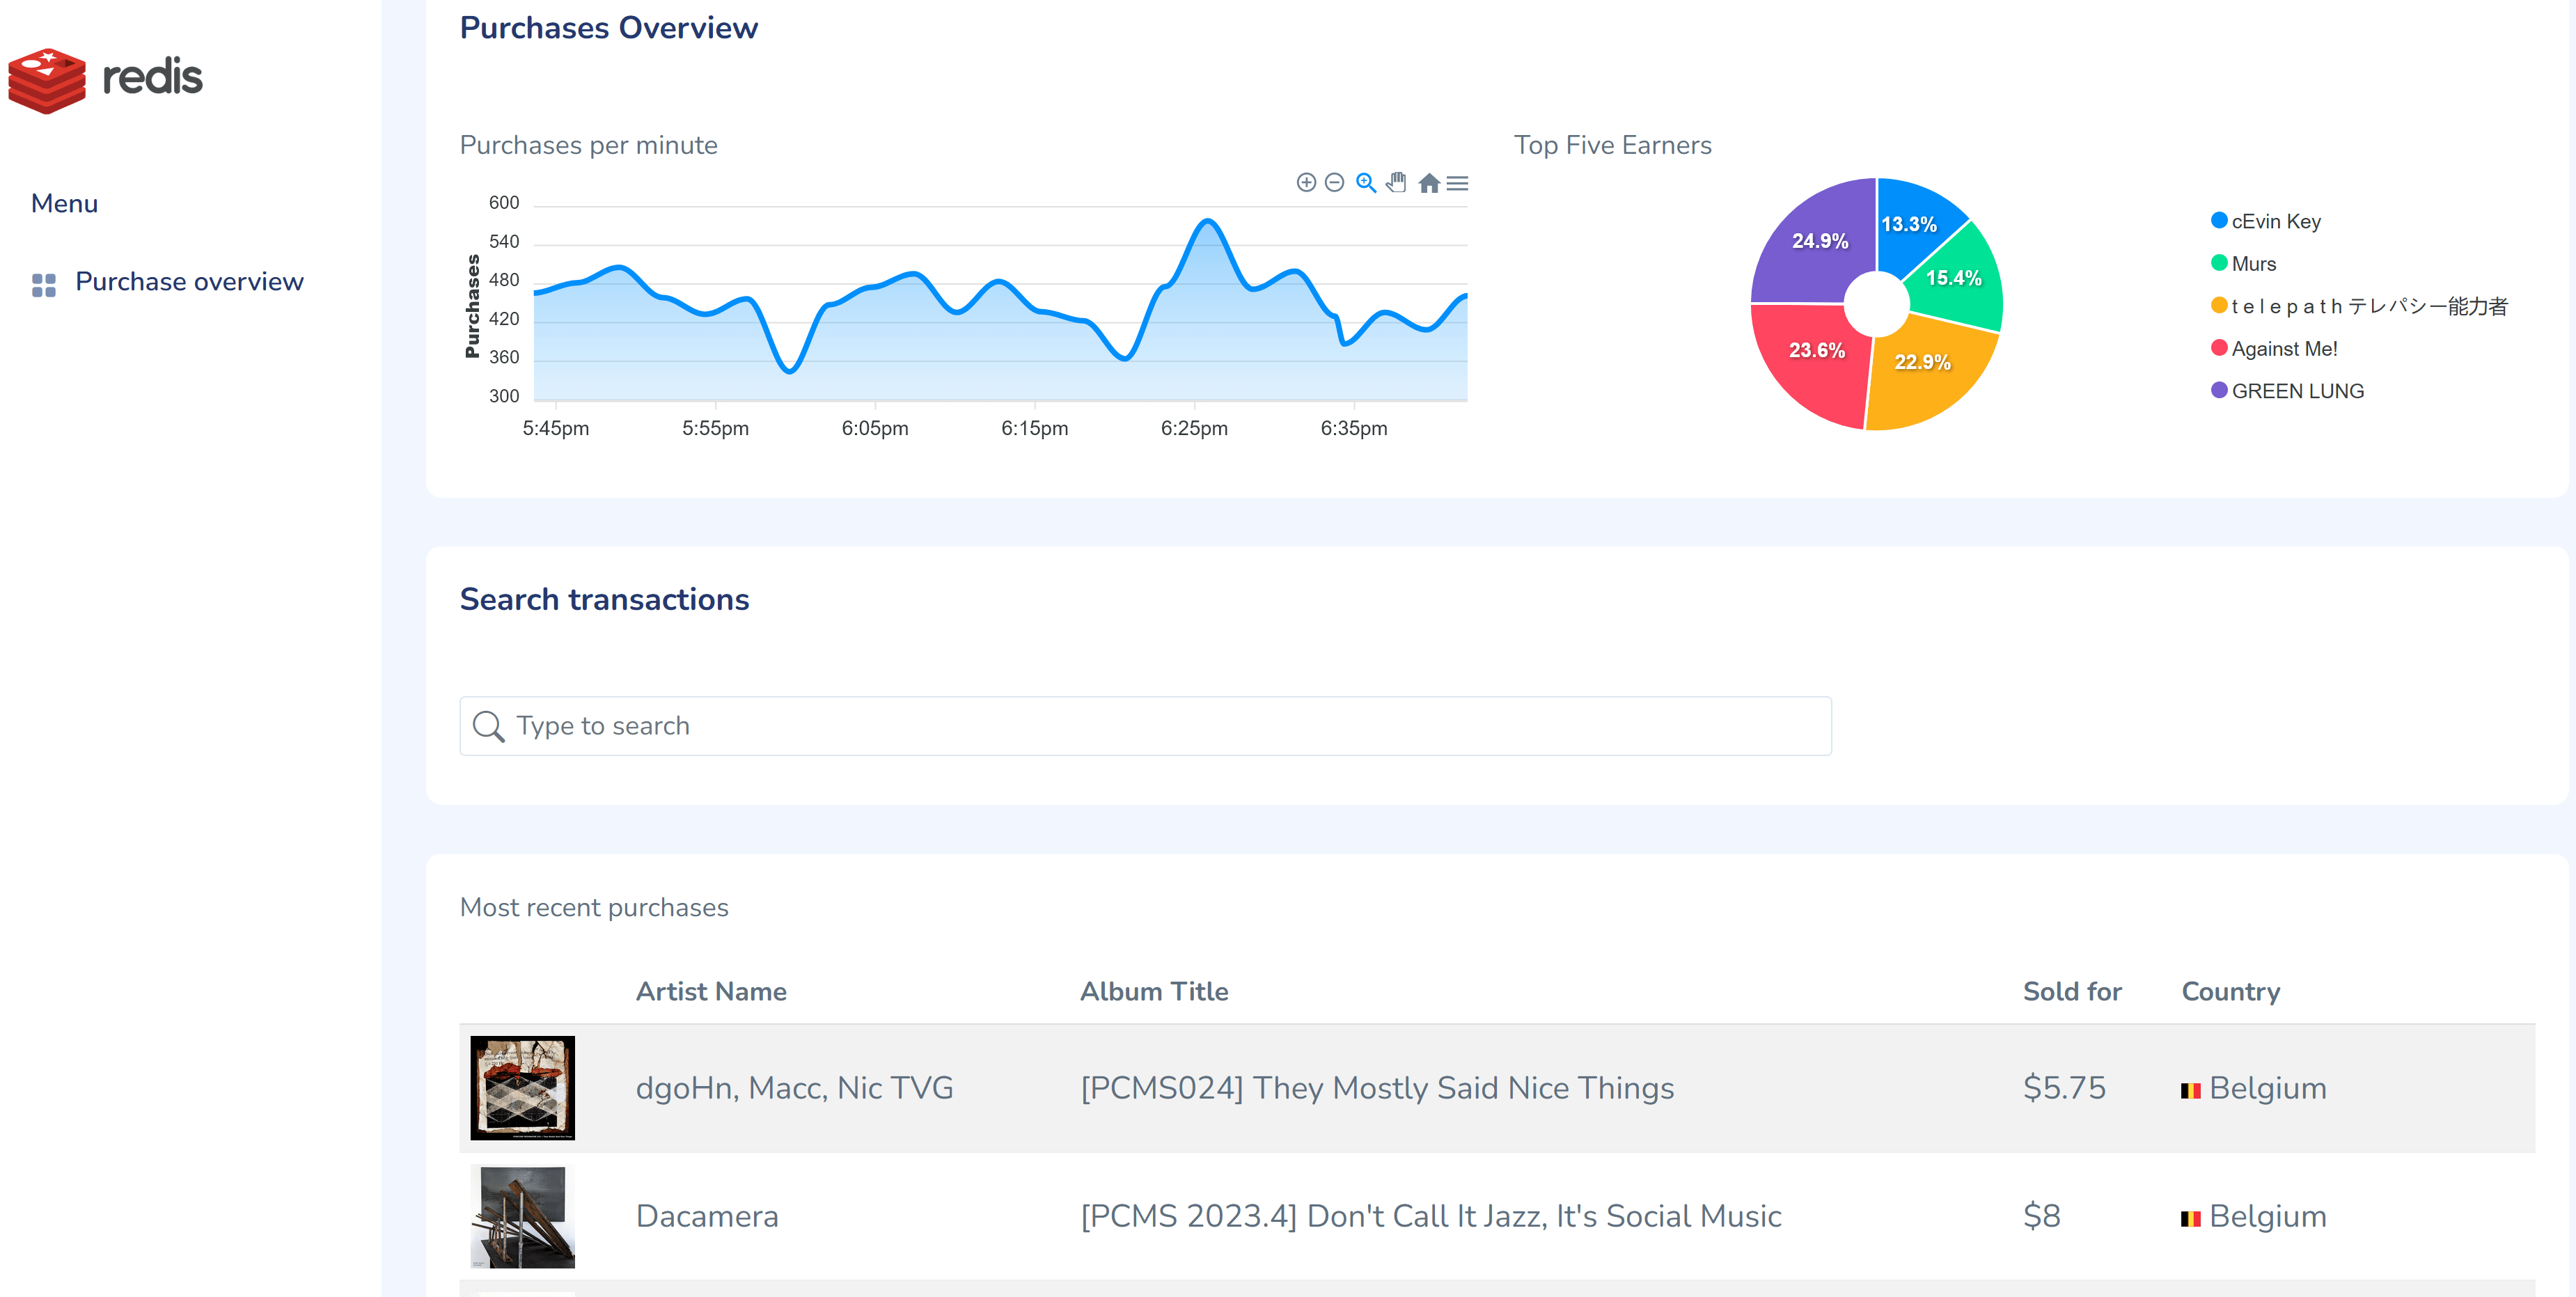 redis
Menu
Purchase overview
Purchases Overview
Purchases per minute
Purchases
600
540
480
420
360
300
5:45pm
5:55pm
6:05pm
6:15pm
6:25pm
6:35pm
Top Five Earners
13.3%
15.4%
22.9%
23.6%
24.9%
cEvin Key
Murs
t e l e p a t h テレパシー能力者
Against Me!
GREEN LUNG
Search transactions
Type to search
Most recent purchases
Artist Name Album Title Sold for Country
dgoHn, Macc, Nic TVG [PCMS024] They Mostly Said Nice Things $5.75 Belgium
Dacamera [PCMS 2023.4] Don't Call It Jazz, It's Social Music $8 Belgium